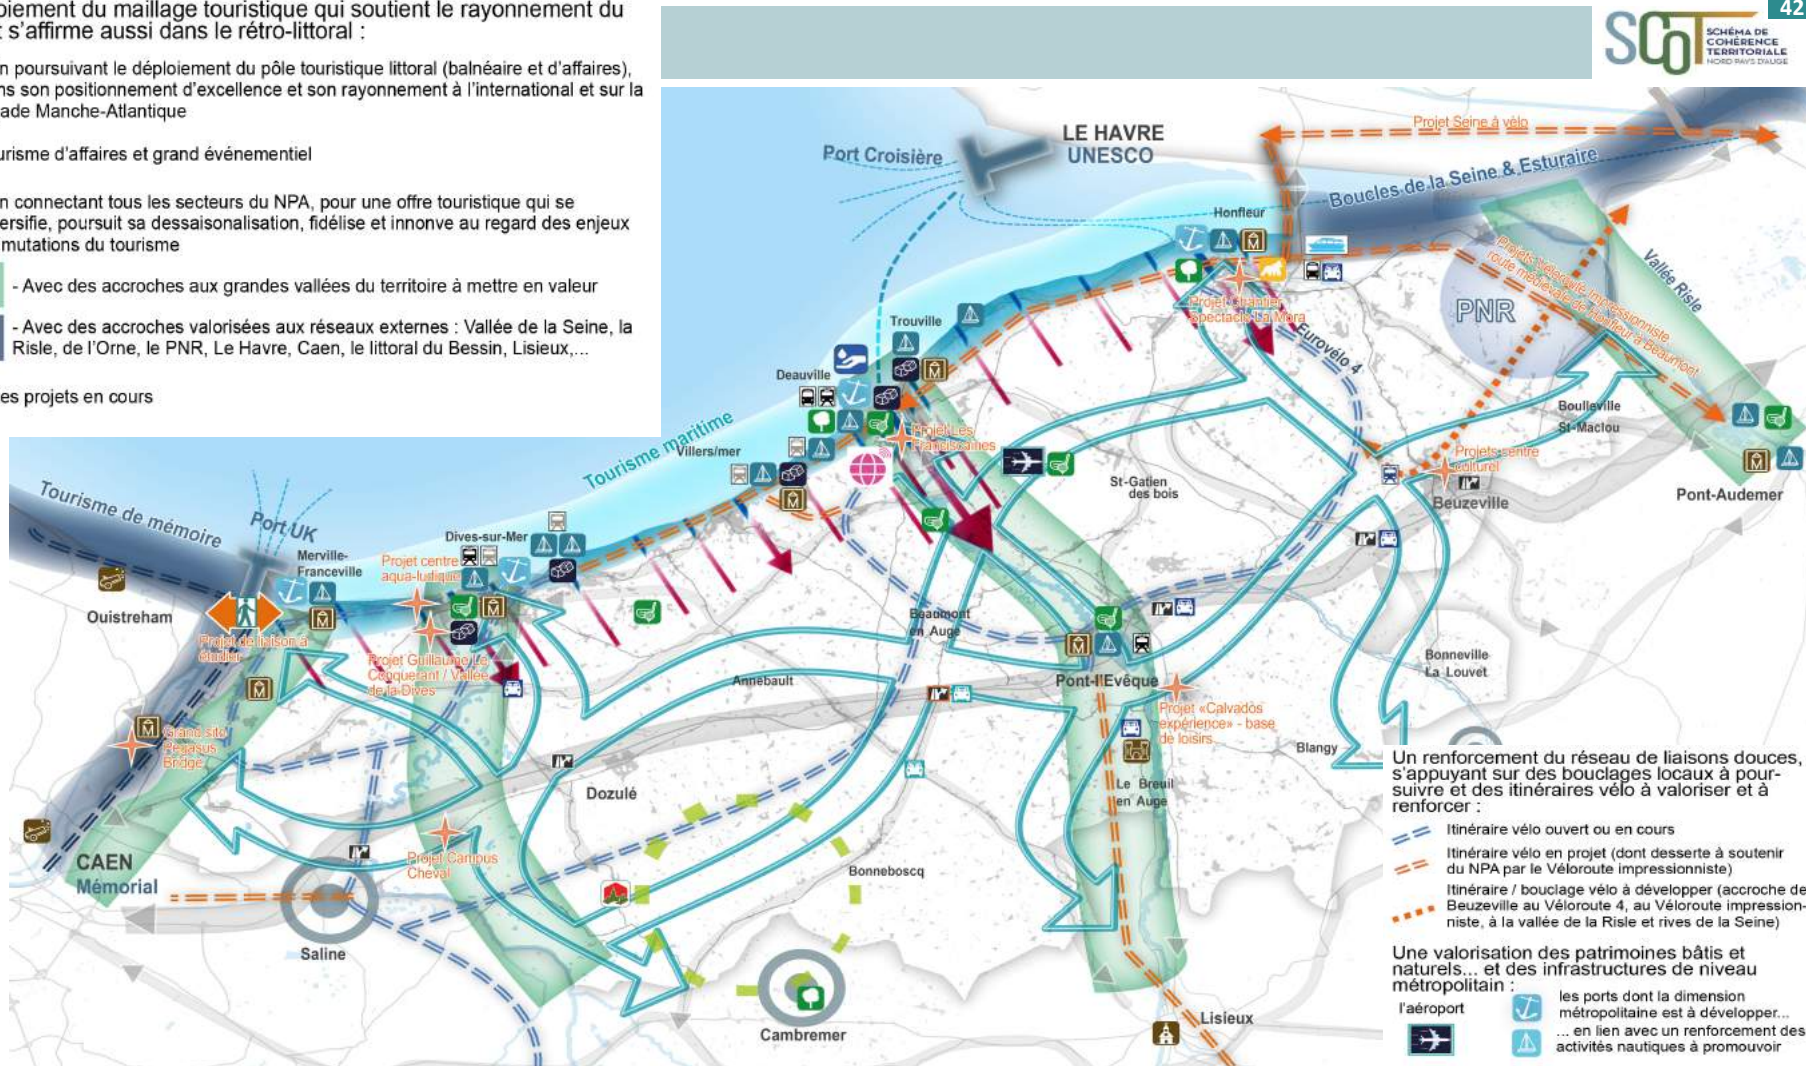 oiement du maillage touristique qui soutient le rayonnement du
t s'affirme aussi dans le rétro-littoral :
n poursuivant le déploiement du pôle touristique littoral (balnéaire et d'affaires),
ns son positionnement d'excellence et son rayonnement à l'international et sur la
ade Manche-Atlantique
urisme d'affaires et grand événementiel
n connectant tous les secteurs du NPA, pour une offre touristique qui se
ersifie, poursuit sa dessaisonalisation, fidélise et innonve au regard des enjeux
mutations du tourisme
- Avec des accroches aux grandes vallées du territoire à mettre en valeur
- Avec des accroches valorisées aux réseaux externes : Vallée de la Seine, la
Risle, de l'Orne, le PNR, Le Havre, Caen, le littoral du Bessin, Lisieux,...
es projets en cours
42
SCOT
SCHÉMA DE
COHÉRENCE
TERRITORIALE
NORD PAYS D'AUGE
Projet Seine à vélo
LE HAVRE
UNESCO
Port Croisière
Boucles de la Seine & Esturaire
Honfleur
Vallée Risle
Projets Véloroute impressionniste
route médiévale de Honfleur à Beaumont
PNR
Projet Chantier
Spectacle La Mora
Eurovélo 4
Trouville
Deauville
Projet Les
Franciscaines
Villers/mer
Tourisme maritime
Boulleville
St-Maclou
Projets centre
culturel
Beuzeville
Pont-Audemer
St-Gatien
des bois
Tourisme de mémoire
Port UK
Merville-
Franceville
Dives-sur-Mer
Projet centre
aqua-ludique
Ouistreham
Projet de liaison à
étudier
Projet Guillaume Le
Conquerant / Vallée
de la Dives
Beaumont
en Auge
Annebault
Pont-l'Evêque
Bonneville
La Louvet
Projet «Calvados
expérience» - base
de loisirs
Blangy
Grand site
Pegasus
Bridge
Dozulé
Le Breuil
en Auge
CAEN
Mémorial
Projet Campus
Cheval
Bonneboscq
Saline
Cambremer
Lisieux
Un renforcement du réseau de liaisons douces,
s'appuyant sur des bouclages locaux à pour-
suivre et des itinéraires vélo à valoriser et à
renforcer :
Itinéraire vélo ouvert ou en cours
Itinéraire vélo en projet (dont desserte à soutenir
du NPA par le Véloroute impressionniste)
Itinéraire / bouclage vélo à développer (accroche de
Beuzeville au Véloroute 4, au Véloroute impression-
niste, à la vallée de la Risle et rives de la Seine)
Une valorisation des patrimoines bâtis et
naturels... et des infrastructures de niveau
métropolitain :
l'aéroport
les ports dont la dimension
métropolitaine est à développer...
... en lien avec un renforcement des
activités nautiques à promouvoir